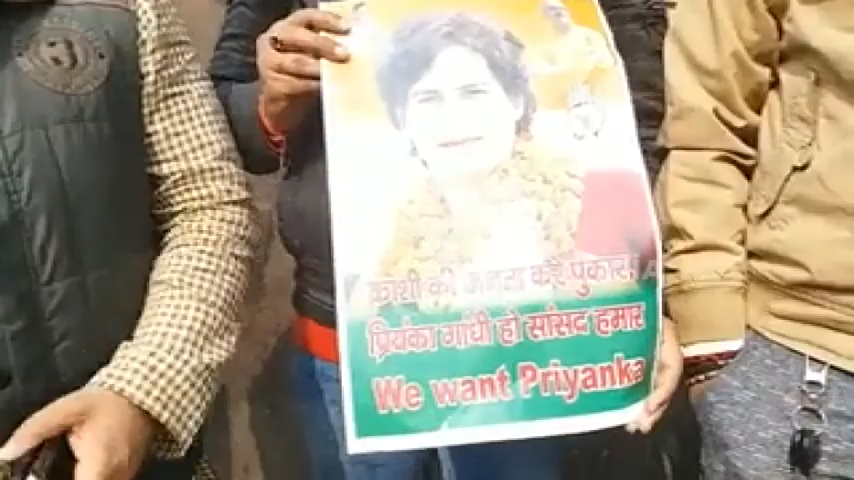 काशी की जनता करे पुकार
प्रियंका गांधी हो सांसद हमार
We want Priyanka